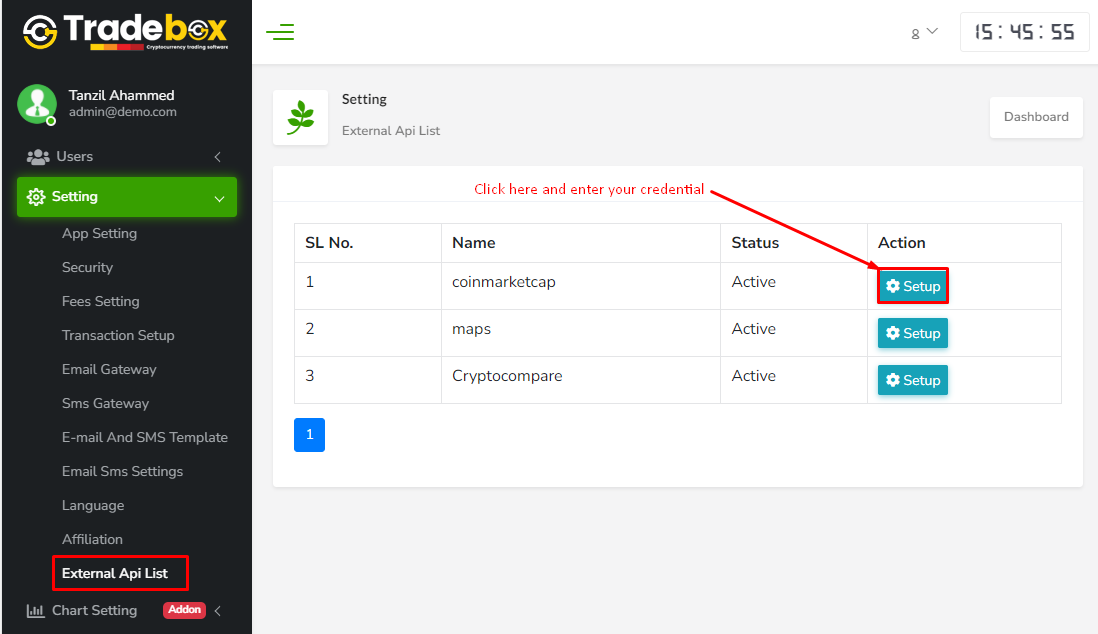 Tradebox
Cryptocurrency trading software
15:45:55
Tanzil Ahammed
admin@demo.com
Users
Setting
App Setting
Security
Fees Setting
Transaction Setup
Email Gateway
Sms Gateway
E-mail And SMS Template
Email Sms Settings
Language
Affiliation
External Api List
Chart Setting Addon
Setting
External Api List
Dashboard
Click here and enter your credential
SL No. Name Status Action
1 coinmarketcap Active Setup
2 maps Active Setup
3 Cryptocompare Active Setup
1